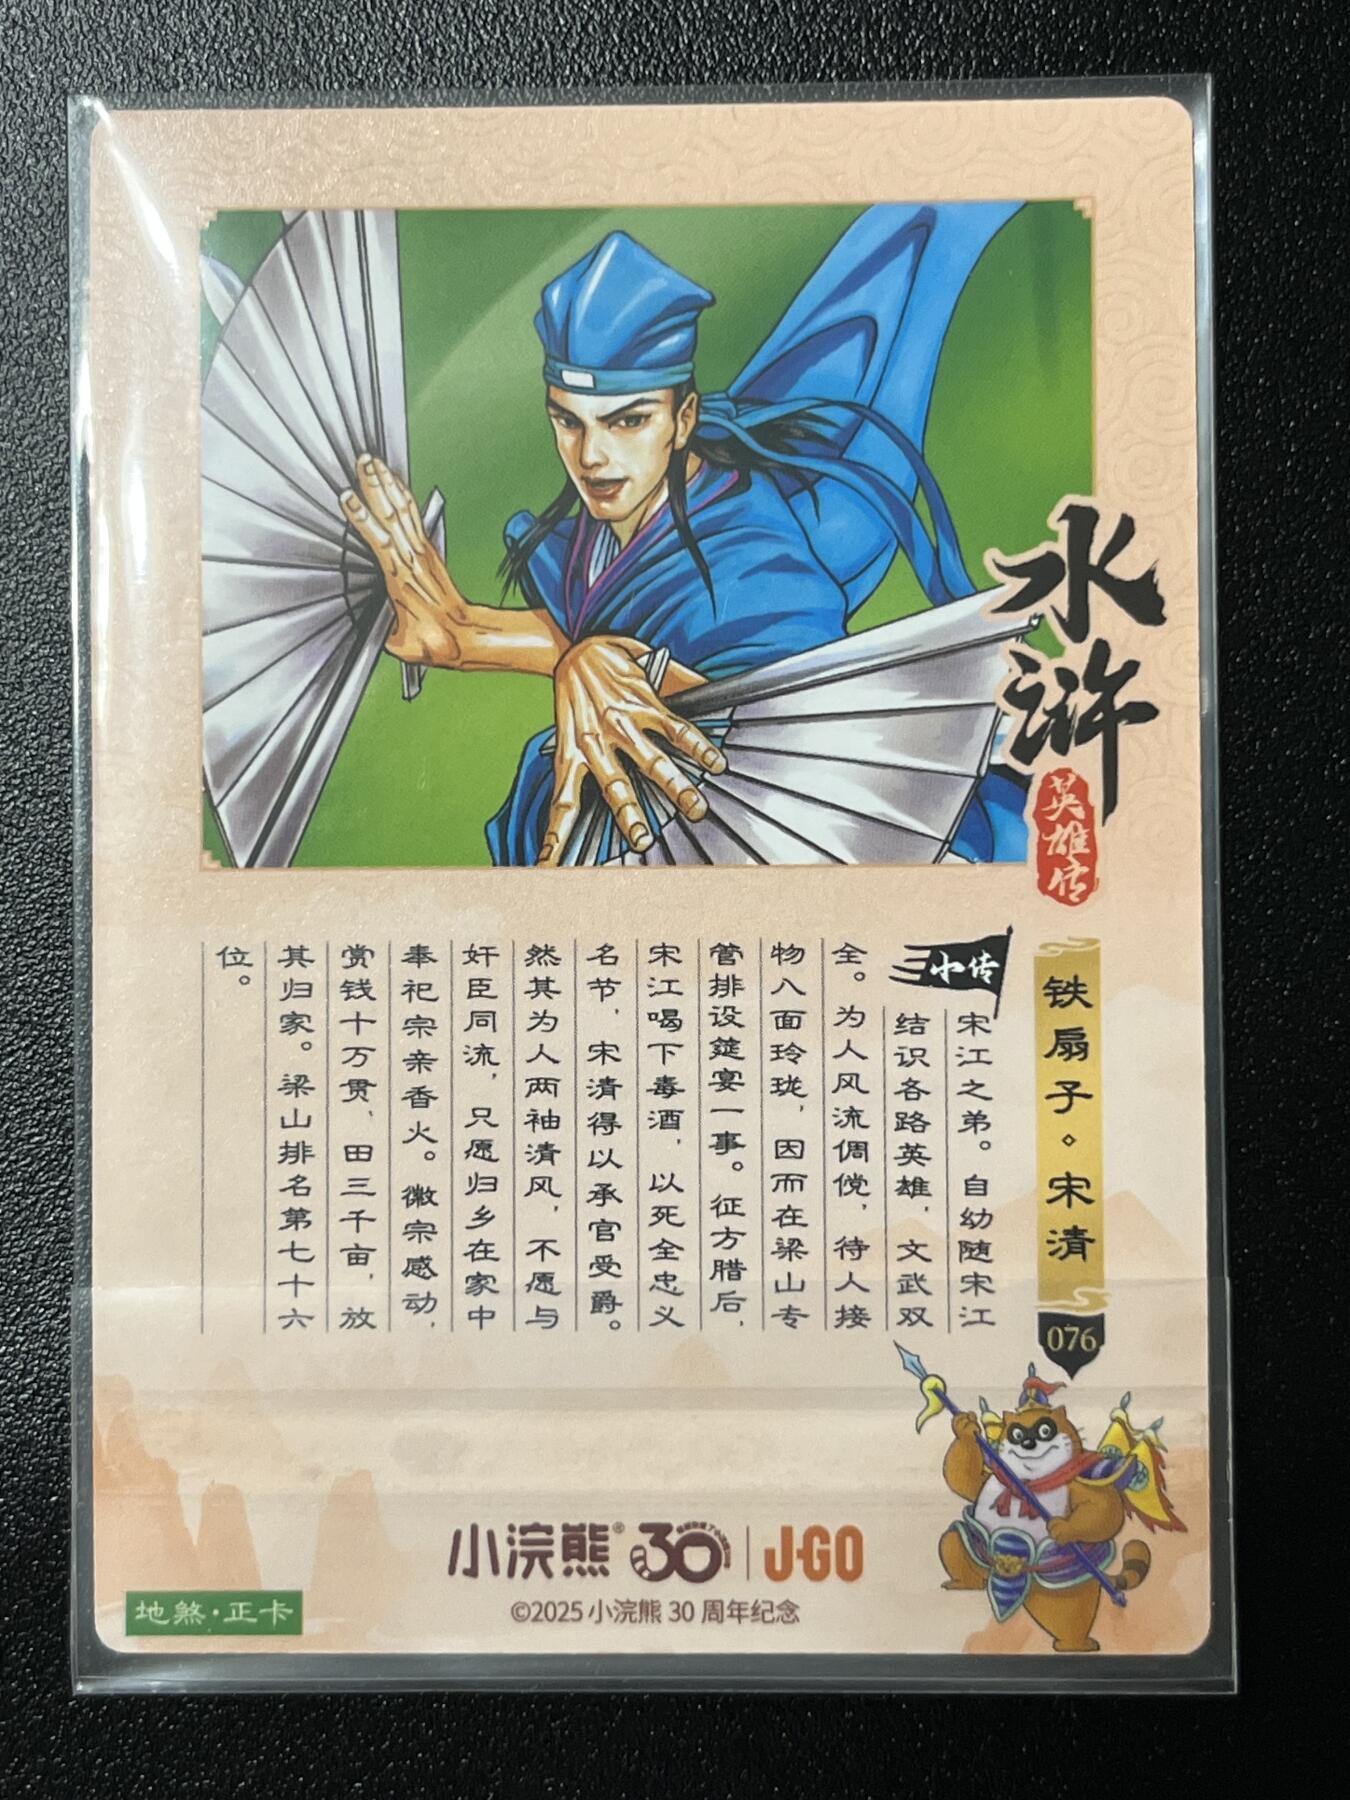 水浒
英雄传
铁扇子◇宋清
076
小传
宋江之弟。自幼随宋江
结识各路英雄，文武双
全。为人风流倜傥，待人接
物八面玲珑，因而在梁山专
管排设筵宴一事。征方腊后，
宋江喝下毒酒，以死全忠义
名节，宋清得以承官受爵。
然其为人两袖清风，不愿与
奸臣同流，只愿归乡在家中
奉祀宗亲香火。徽宗感动，
赏钱十万贯、田三千亩，放
其归家。梁山排名第七十六
位。
小浣熊® 30 | J-GO
©2025 小浣熊 30 周年纪念
地煞·正卡